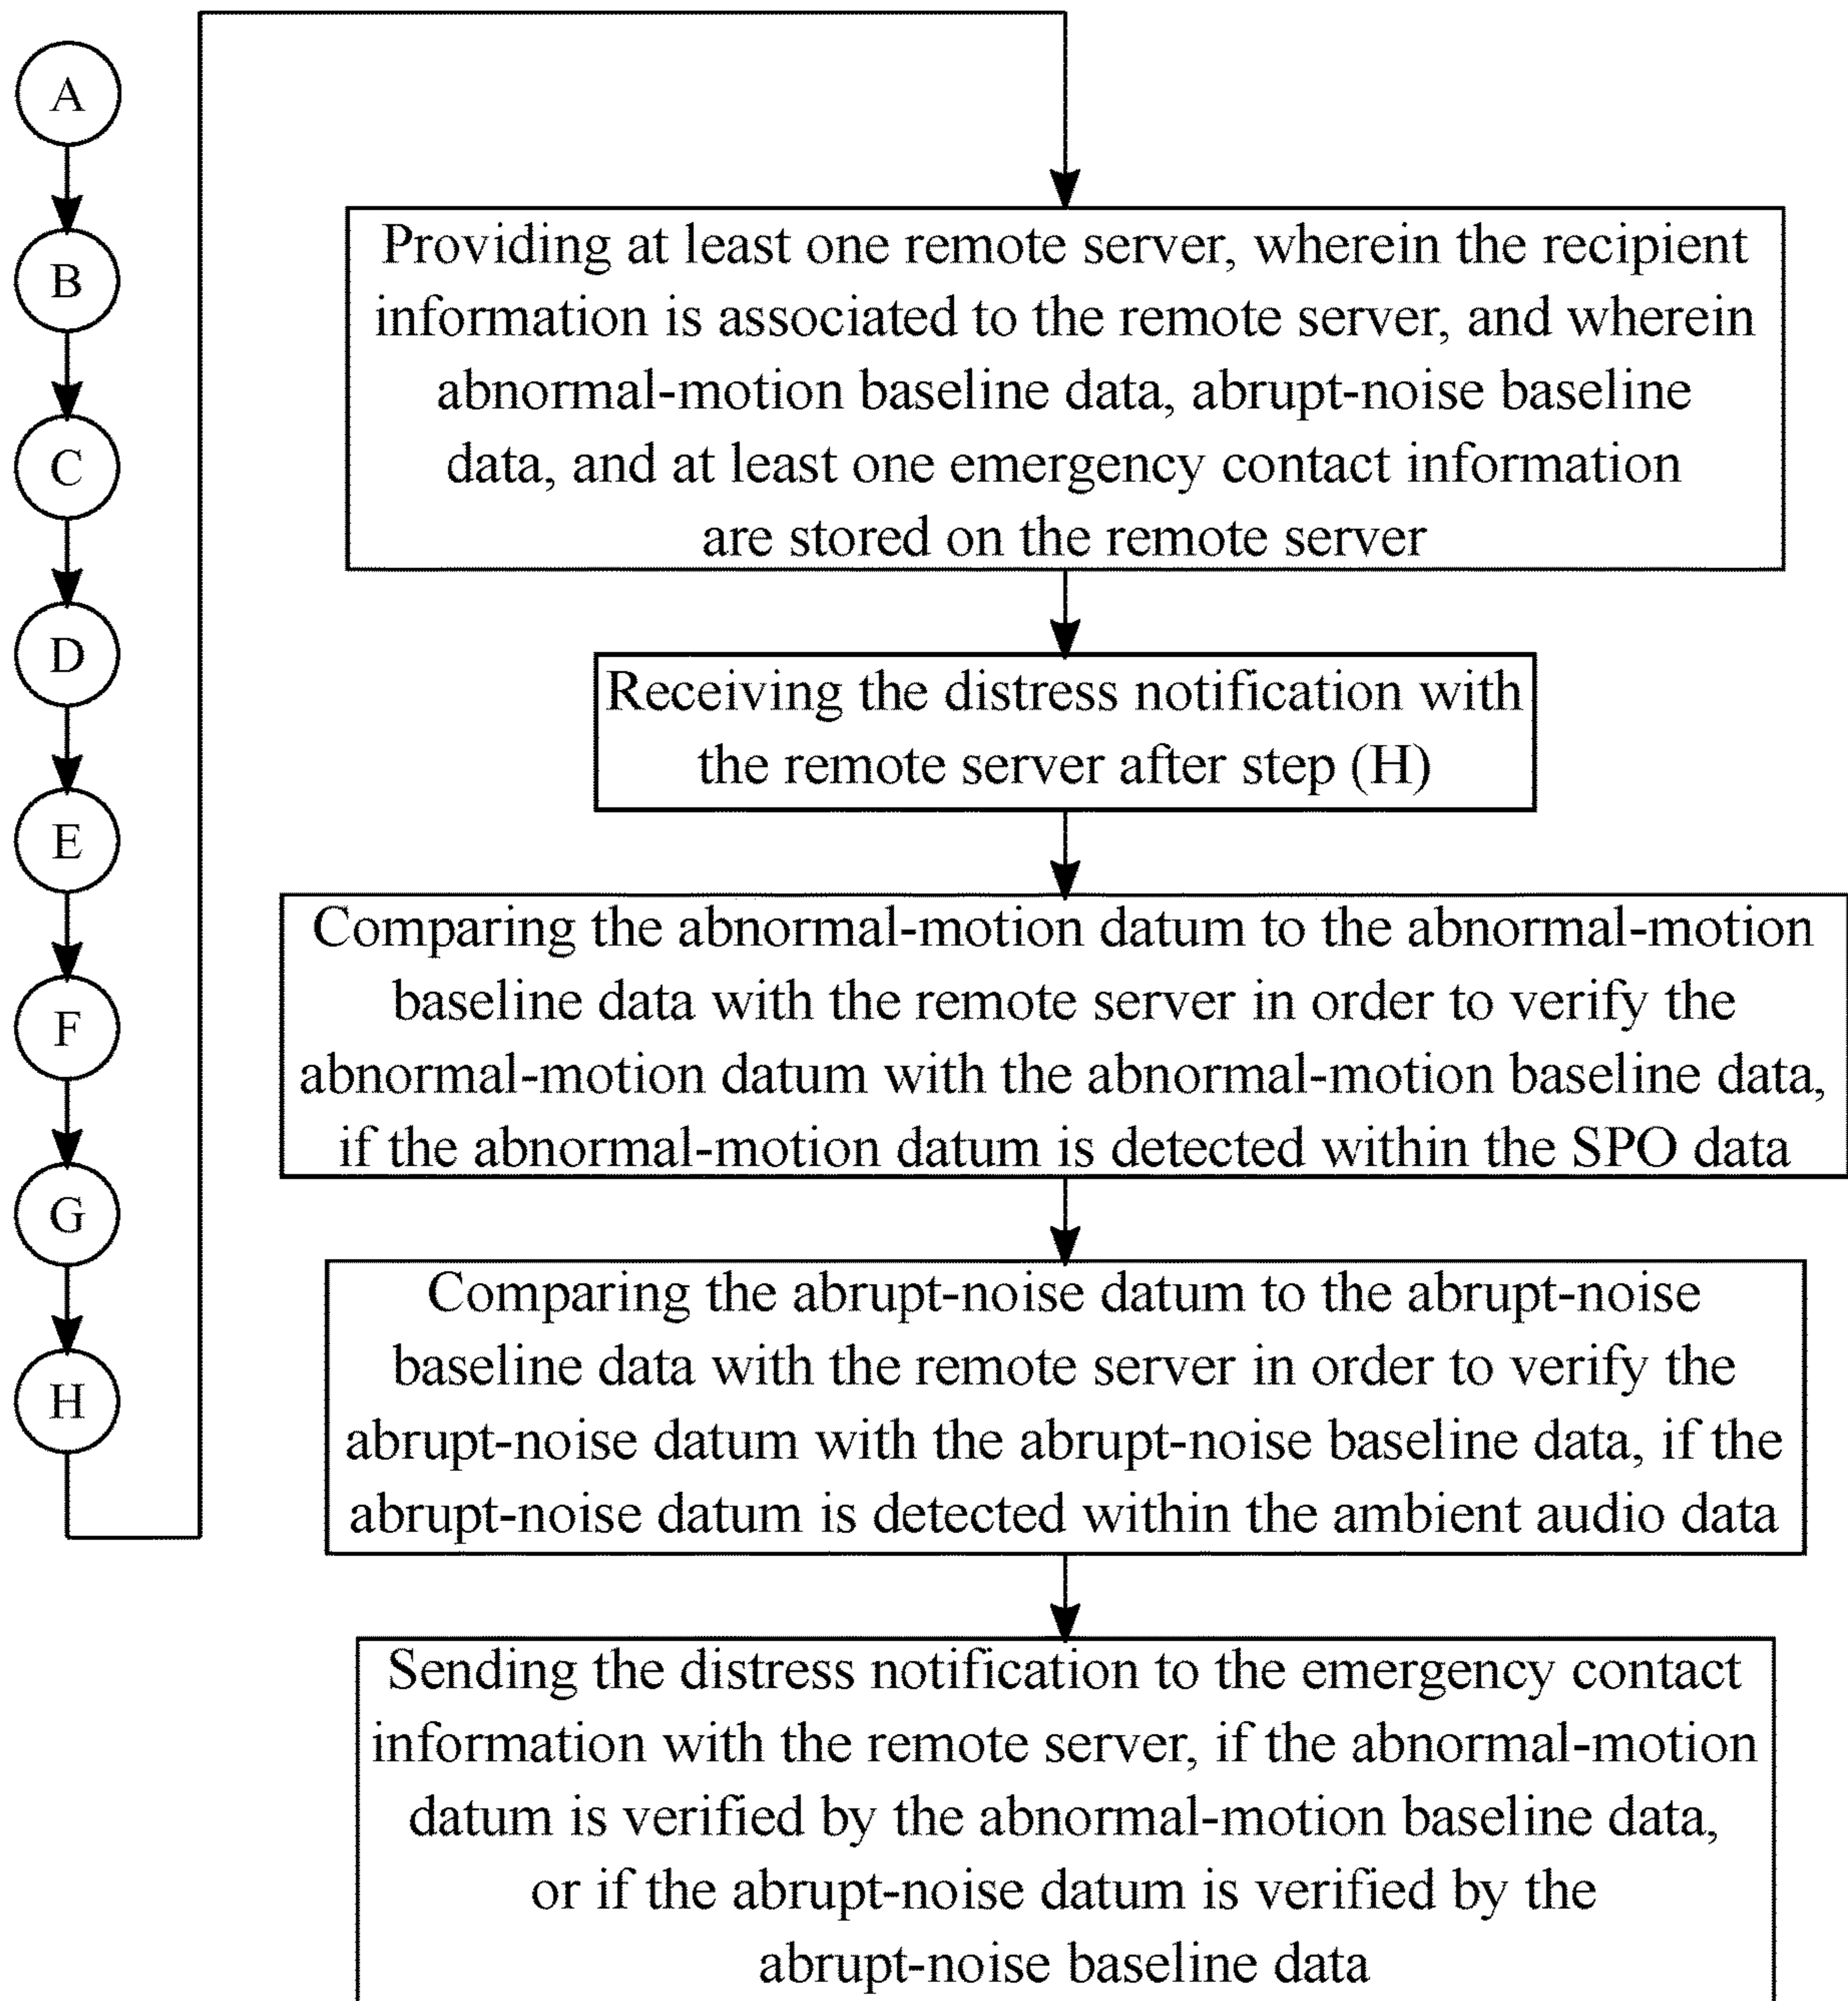 A
B
C
D
E
F
G
H
Providing at least one remote server, wherein the recipient
information is associated to the remote server, and wherein
abnormal-motion baseline data, abrupt-noise baseline
data, and at least one emergency contact information
are stored on the remote server
Receiving the distress notification with
the remote server after step (H)
Comparing the abnormal-motion datum to the abnormal-motion
baseline data with the remote server in order to verify the
abnormal-motion datum with the abnormal-motion baseline data,
if the abnormal-motion datum is detected within the SPO data
Comparing the abrupt-noise datum to the abrupt-noise
baseline data with the remote server in order to verify the
abrupt-noise datum with the abrupt-noise baseline data, if the
abrupt-noise datum is detected within the ambient audio data
Sending the distress notification to the emergency contact
information with the remote server, if the abnormal-motion
datum is verified by the abnormal-motion baseline data,
or if the abrupt-noise datum is verified by the
abrupt-noise baseline data